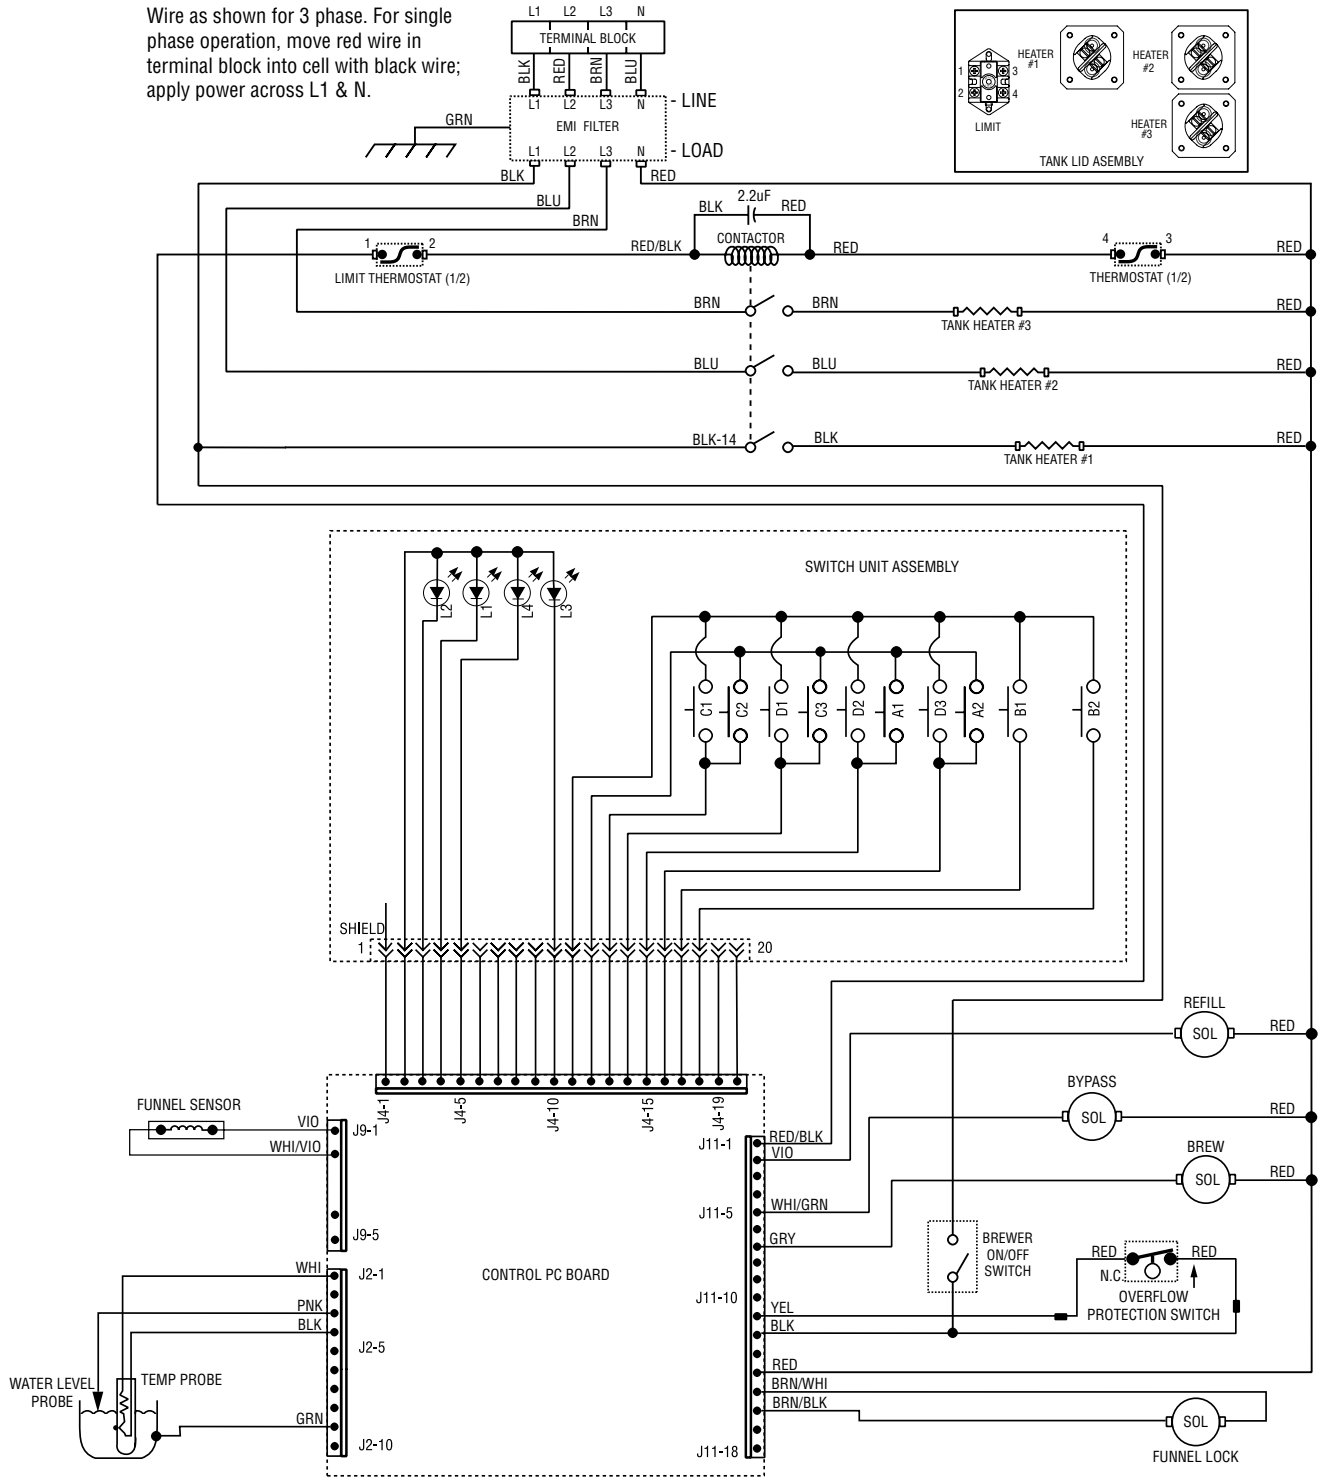 Wire as shown for 3 phase. For single
phase operation, move red wire in
terminal block into cell with black wire;
apply power across L1 & N.
L1 L2 L3 N
TERMINAL BLOCK
BLK RED BRN BLU
L1 L2 L3 N - LINE
EMI FILTER
L1 L2 L3 N - LOAD
GRN
BLK
RED
BLU
BRN
HEATER
#1
HEATER
#2
HEATER
#3
1 3
2 4
LIMIT
TANK LID ASEMBLY
2.2uF
BLK RED
CONTACTOR
1 2
LIMIT THERMOSTAT (1/2)
RED/BLK
RED
4 3
THERMOSTAT (1/2)
RED
BRN BRN
TANK HEATER #3
RED
BLU BLU
TANK HEATER #2
RED
BLK-14 BLK
TANK HEATER #1
RED
SWITCH UNIT ASSEMBLY
L2 L1 L4 L3
C1 C2 D1 C3 D2 A1 D3 A2 B1 B2
SHIELD
1 20
REFILL
SOL RED
BYPASS
SOL RED
BREW
SOL RED
J4-1 J4-5 J4-10 J4-15 J4-19
FUNNEL SENSOR
VIO
WHI/VIO
J9-1
J9-5
WHI
PNK
BLK
GRN
J2-1
J2-5
J2-10
WATER LEVEL
PROBE
TEMP PROBE
CONTROL PC BOARD
J11-1
J11-5
J11-10
J11-18
RED/BLK
VIO
WHI/GRN
GRY
YEL
BLK
RED
BRN/WHI
BRN/BLK
BREWER
ON/OFF
SWITCH
RED RED
N.C.
OVERFLOW
PROTECTION SWITCH
SOL
FUNNEL LOCK